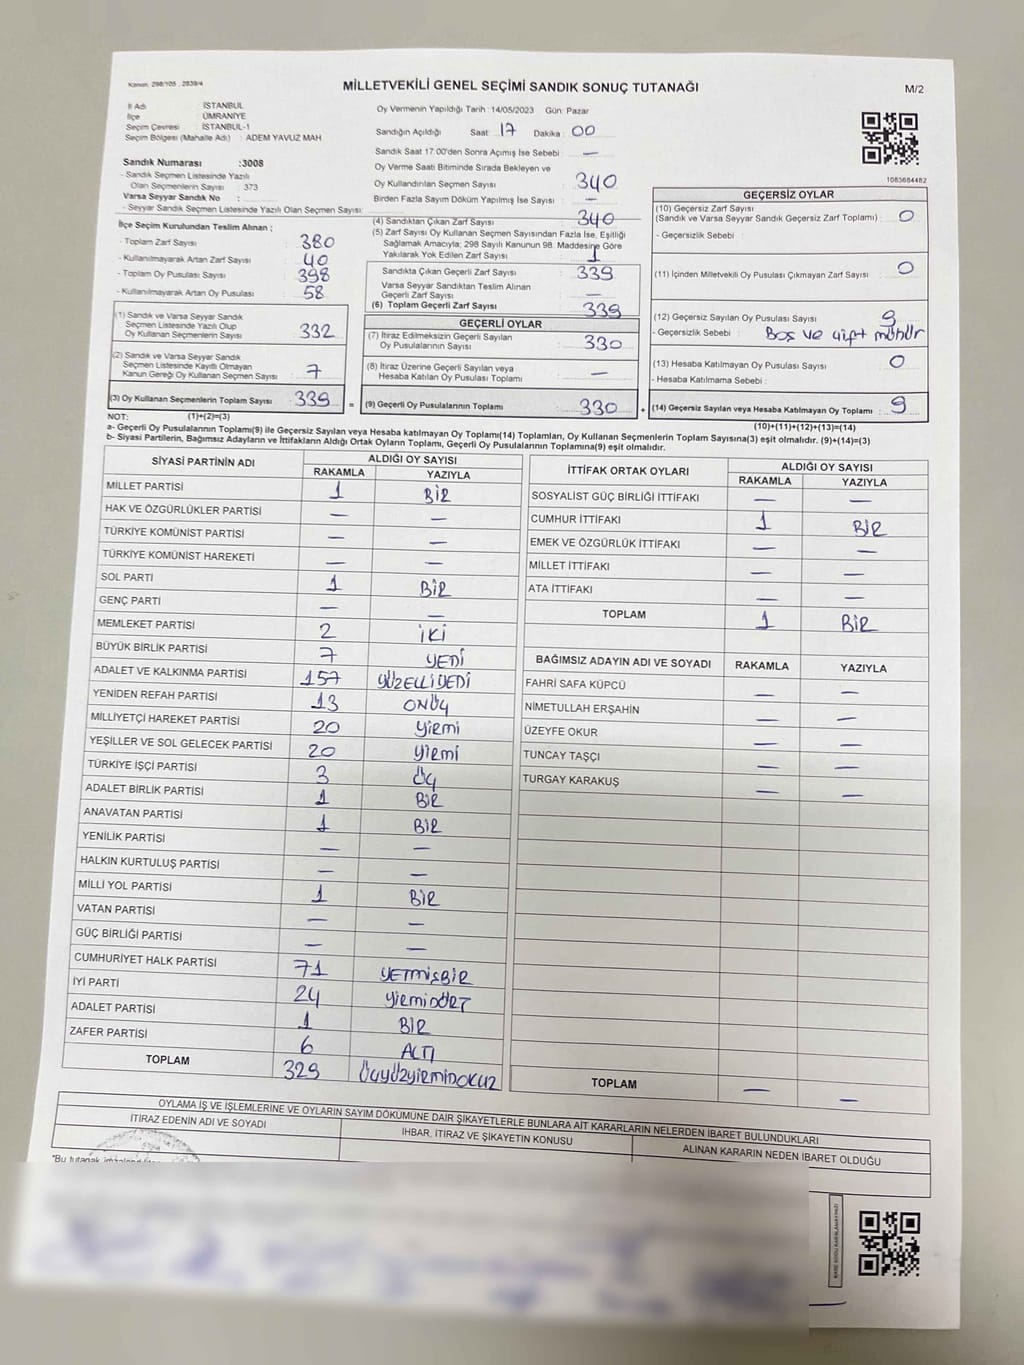 Kanun: 298/105 , 2839/4
MİLLETVEKİLİ GENEL SEÇİMİ SANDIK SONUÇ TUTANAĞI
M/2
İl Adı : İSTANBUL
İlçe : ÜMRANİYE
Seçim Çevresi : İSTANBUL-1
Seçim Bölgesi (Mahalle Adı) : ADEM YAVUZ MAH
Sandık Numarası :3008
- Sandık Seçmen Listesinde Yazılı
Olan Seçmenlerin Sayısı : 373
Varsa Seyyar Sandık No :
- Seyyar Sandık Seçmen Listesinde Yazılı Olan Seçmen Sayısı:
İlçe Seçim Kurulundan Teslim Alınan ;
- Toplam Zarf Sayısı : 380
- Kullanılmayarak Artan Zarf Sayısı : 40
- Toplam Oy Pusulası Sayısı : 398
- Kullanılmayarak Artan Oy Pusulası : 58
(1) Sandık ve Varsa Seyyar Sandık
Seçmen Listesinde Yazılı Olup
Oy Kullanan Seçmenlerin Sayısı : 332
(2) Sandık ve Varsa Seyyar Sandık
Seçmen Listesinde Kayıtlı Olmayan
Kanun Gereği Oy Kullanan Seçmen Sayısı : 7
(3) Oy Kullanan Seçmenlerin Toplam Sayısı : 339
NOT: (1)+(2)=(3)
Oy Vermenin Yapıldığı Tarih :14/05/2023 Gün: Pazar
Sandığın Açıldığı Saat : 17 Dakika : 00
Sandık Saat 17:00'den Sonra Açılmış İse Sebebi : —
Oy Verme Saati Bitiminde Sırada Bekleyen ve
Oy Kullandırılan Seçmen Sayısı : 340
Birden Fazla Sayım Döküm Yapılmış İse Sayısı : —
(4) Sandıktan Çıkan Zarf Sayısı : 340
(5) Zarf Sayısı Oy Kullanan Seçmen Sayısından Fazla İse, Eşitliği
Sağlamak Amacıyla; 298 Sayılı Kanunun 98. Maddesine Göre
Yakılarak Yok Edilen Zarf Sayısı : 1
Sandıkta Çıkan Geçerli Zarf Sayısı : 339
Varsa Seyyar Sandıktan Teslim Alınan
Geçerli Zarf Sayısı : —
(6) Toplam Geçerli Zarf Sayısı : 339
GEÇERLİ OYLAR
(7) İtiraz Edilmeksizin Geçerli Sayılan
Oy Pusulalarının Sayısı : 330
(8) İtiraz Üzerine Geçerli Sayılan veya
Hesaba Katılan Oy Pusulası Toplamı : —
= (9) Geçerli Oy Pusulalarının Toplamı : 330
1083684482
GEÇERSİZ OYLAR
(10) Geçersiz Zarf Sayısı
(Sandık ve Varsa Seyyar Sandık Geçersiz Zarf Toplamı) : 0
- Geçersizlik Sebebi :
(11) İçinden Milletvekili Oy Pusulası Çıkmayan Zarf Sayısı : 0
(12) Geçersiz Sayılan Oy Pusulası Sayısı : 9
- Geçersizlik Sebebi : Boş ve çift mühür
(13) Hesaba Katılmayan Oy Pusulası Sayısı : 0
- Hesaba Katılmama Sebebi :
+ (14) Geçersiz Sayılan veya Hesaba Katılmayan Oy Toplamı : 9
(10)+(11)+(12)+(13)=(14)
a- Geçerli Oy Pusulalarının Toplamı(9) ile Geçersiz Sayılan veya Hesaba katılmayan Oy Toplamı(14) Toplamları, Oy Kullanan Seçmenlerin Toplam Sayısına(3) eşit olmalıdır. (9)+(14)=(3)
b- Siyasi Partilerin, Bağımsız Adayların ve İttifakların Aldığı Ortak Oyların Toplamı, Geçerli Oy Pusulalarının Toplamına(9) eşit olmalıdır.
SİYASİ PARTİNİN ADI ALDIĞI OY SAYISI
RAKAMLA YAZIYLA
MİLLET PARTİSİ 1 BİR
HAK VE ÖZGÜRLÜKLER PARTİSİ — —
TÜRKİYE KOMÜNİST PARTİSİ — —
TÜRKİYE KOMÜNİST HAREKETİ — —
SOL PARTİ 1 BİR
GENÇ PARTİ — —
MEMLEKET PARTİSİ 2 İKİ
BÜYÜK BİRLİK PARTİSİ 7 YEDİ
ADALET VE KALKINMA PARTİSİ 157 YÜZELLİYEDİ
YENİDEN REFAH PARTİSİ 13 ONÜÇ
MİLLİYETÇİ HAREKET PARTİSİ 20 Yirmi
YEŞİLLER VE SOL GELECEK PARTİSİ 20 Yirmi
TÜRKİYE İŞÇİ PARTİSİ 3 ÜÇ
ADALET BİRLİK PARTİSİ 1 BİR
ANAVATAN PARTİSİ 1 BİR
YENİLİK PARTİSİ — —
HALKIN KURTULUŞ PARTİSİ — —
MİLLİ YOL PARTİSİ 1 BİR
VATAN PARTİSİ — —
GÜÇ BİRLİĞİ PARTİSİ — —
CUMHURİYET HALK PARTİSİ 71 YETMİŞBİR
İYİ PARTİ 24 YİRMİDÖRT
ADALET PARTİSİ 1 BİR
ZAFER PARTİSİ 6 ALTI
TOPLAM 329 ÜÇYÜZYİRMİDOKUZ
İTTİFAK ORTAK OYLARI ALDIĞI OY SAYISI
RAKAMLA YAZIYLA
SOSYALİST GÜÇ BİRLİĞİ İTTİFAKI — —
CUMHUR İTTİFAKI 1 BİR
EMEK VE ÖZGÜRLÜK İTTİFAKI — —
MİLLET İTTİFAKI — —
ATA İTTİFAKI — —
TOPLAM 1 BİR
BAĞIMSIZ ADAYIN ADI VE SOYADI RAKAMLA YAZIYLA
FAHRİ SAFA KÜPCÜ — —
NİMETULLAH ERŞAHİN — —
ÜZEYFE OKUR — —
TUNCAY TAŞÇI — —
TURGAY KARAKUŞ — —
TOPLAM — —
OYLAMA İŞ VE İŞLEMLERİNE VE OYLARIN SAYIM DÖKÜMÜNE DAİR ŞİKAYETLERLE BUNLARA AİT KARARLARIN NELERDEN İBARET BULUNDUKLARI
İTİRAZ EDENİN ADI VE SOYADI İHBAR, İTİRAZ VE ŞİKAYETİN KONUSU ALINAN KARARIN NEDEN İBARET OLDUĞU
"Bu tutanak